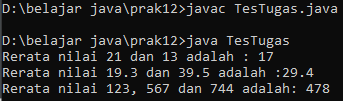 D:\belajar java\prak12>javac TesTugas.java
D:\belajar java\prak12>java TesTugas
Rerata nilai 21 dan 13 adalah : 17
Rerata nilai 19.3 dan 39.5 adalah :29.4
Rerata nilai 123, 567 dan 744 adalah: 478